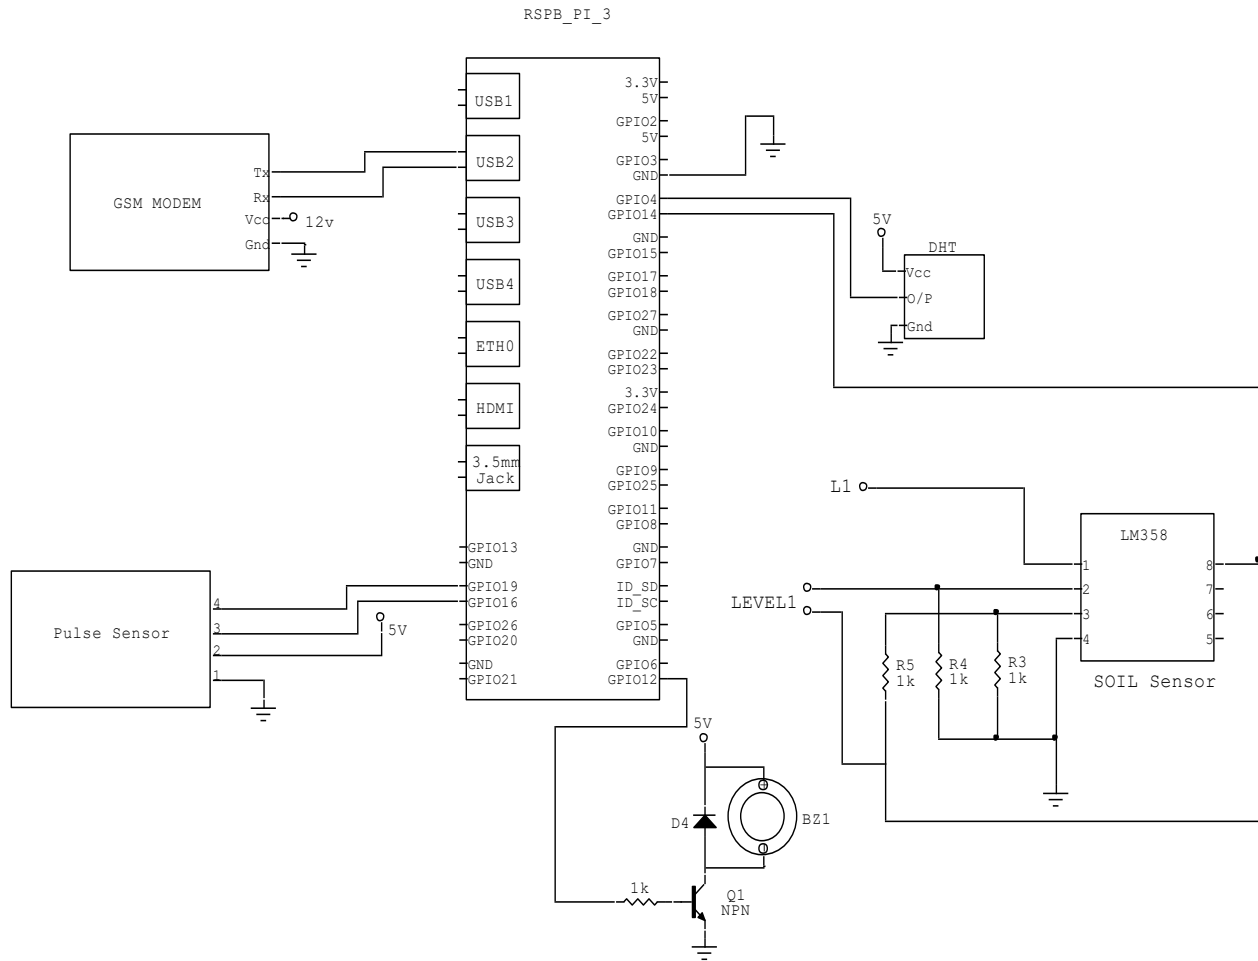 RSPB_PI_3
USB1
USB2
USB3
USB4
ETH0
HDMI
3.5mm
Jack
GPIO13
GND
GPIO19
GPIO16
GPIO26
GPIO20
GND
GPIO21
3.3V
5V
GPIO2
5V
GPIO3
GND
GPIO4
GPIO14
GND
GPIO15
GPIO17
GPIO18
GPIO27
GND
GPIO22
GPIO23
3.3V
GPIO24
GPIO10
GND
GPIO9
GPIO25
GPIO11
GPIO8
GND
GPIO7
ID_SD
ID_SC
GPIO5
GND
GPIO6
GPIO12
GSM MODEM
Tx
Rx
Vcc
12v
Gnd
5V
DHT
Vcc
O/P
Gnd
L1
LEVEL1
LM358
1
2
3
4
8
7
6
5
R5
1k
R4
1k
R3
1k
SOIL Sensor
Pulse Sensor
4
3
2
1
5V
5V
D4
BZ1
1k
Q1
NPN